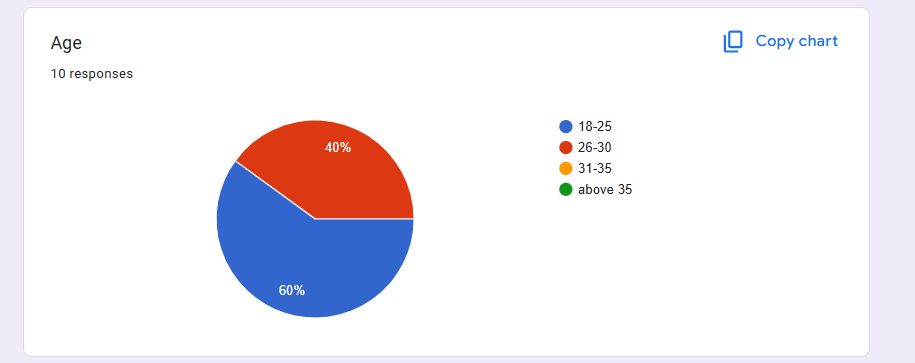 Age
Copy chart
10 responses
40%
60%
18-25
26-30
31-35
above 35